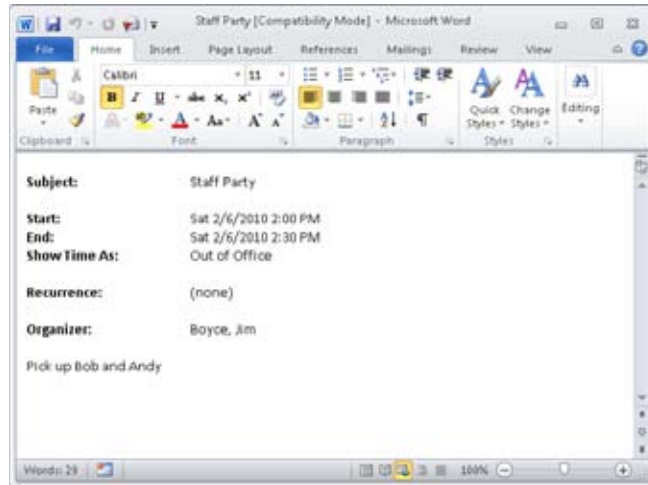 Staff Party [Compatibility Mode] - Microsoft Word
File Home Insert Page Layout References Mailings Review View
Calibri 11
Paste
B I U abc x, x²
A Aa A A
Quick Styles Change Styles Editing
Clipboard Font Paragraph Styles
Subject: Staff Party
Start: Sat 2/6/2010 2:00 PM
End: Sat 2/6/2010 2:30 PM
Show Time As: Out of Office
Recurrence: (none)
Organizer: Boyce, Jim
Pick up Bob and Andy
Words: 29 100%